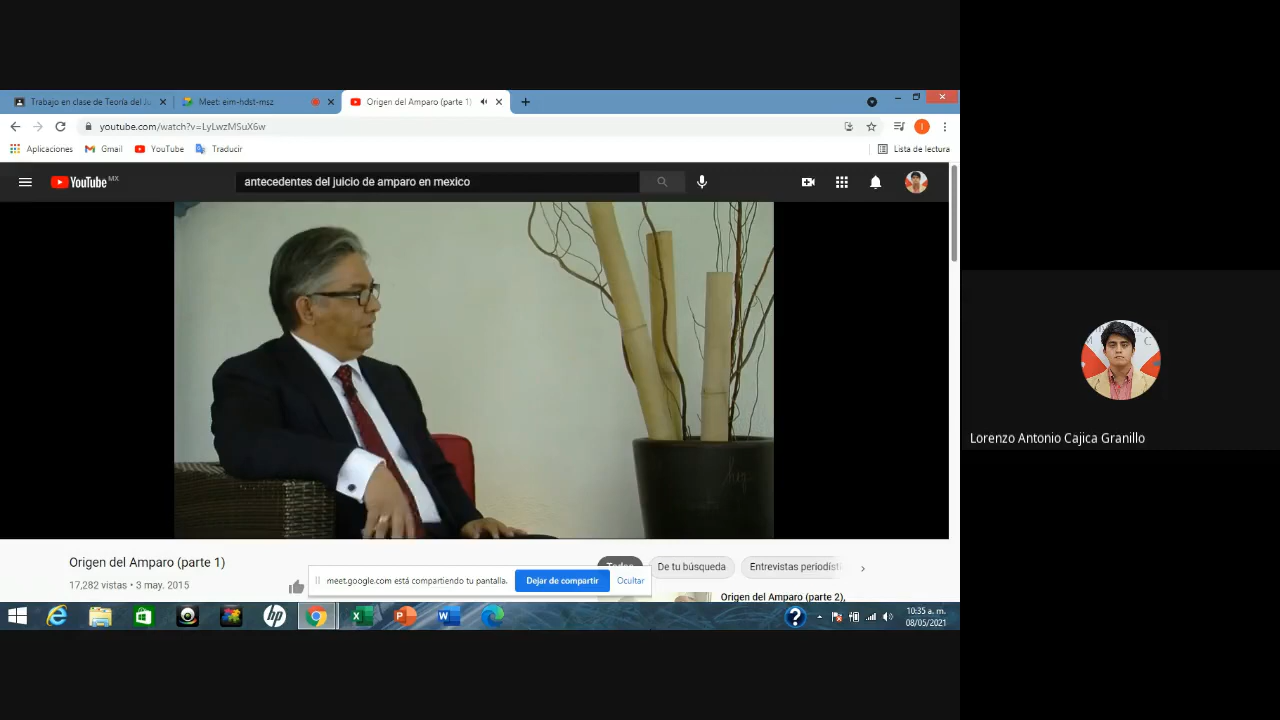 Trabajo en clase de Teoría del Ju
Meet: eim-hdst-msz
Origen del Amparo (parte 1)
youtube.com/watch?v=LyLwzMSuX6w
Aplicaciones
Gmail
YouTube
Traducir
Lista de lectura
YouTube MX
antecedentes del juicio de amparo en mexico
Lorenzo Antonio Cajica Granillo
Origen del Amparo (parte 1)
Todos
De tu búsqueda
Entrevistas periodísti
17,282 vistas • 3 may. 2015
meet.google.com está compartiendo tu pantalla.
Dejar de compartir
Ocultar
Origen del Amparo (parte 2),
10:35 a. m.
08/05/2021